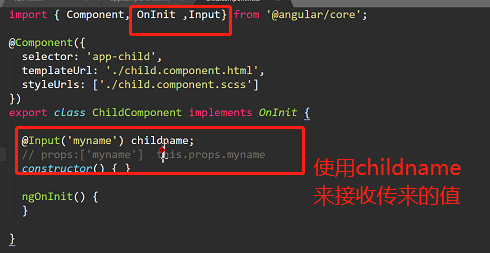 import { Component, OnInit ,Input} from '@angular/core';
@Component({
selector: 'app-child',
templateUrl: './child.component.html',
styleUrls: ['./child.component.scss']
})
export class ChildComponent implements OnInit {
@Input('myname') childname;
// props:['myname'] this.props.myname
constructor() { }
ngOnInit() {
}
}
使用childname
来接收传来的值